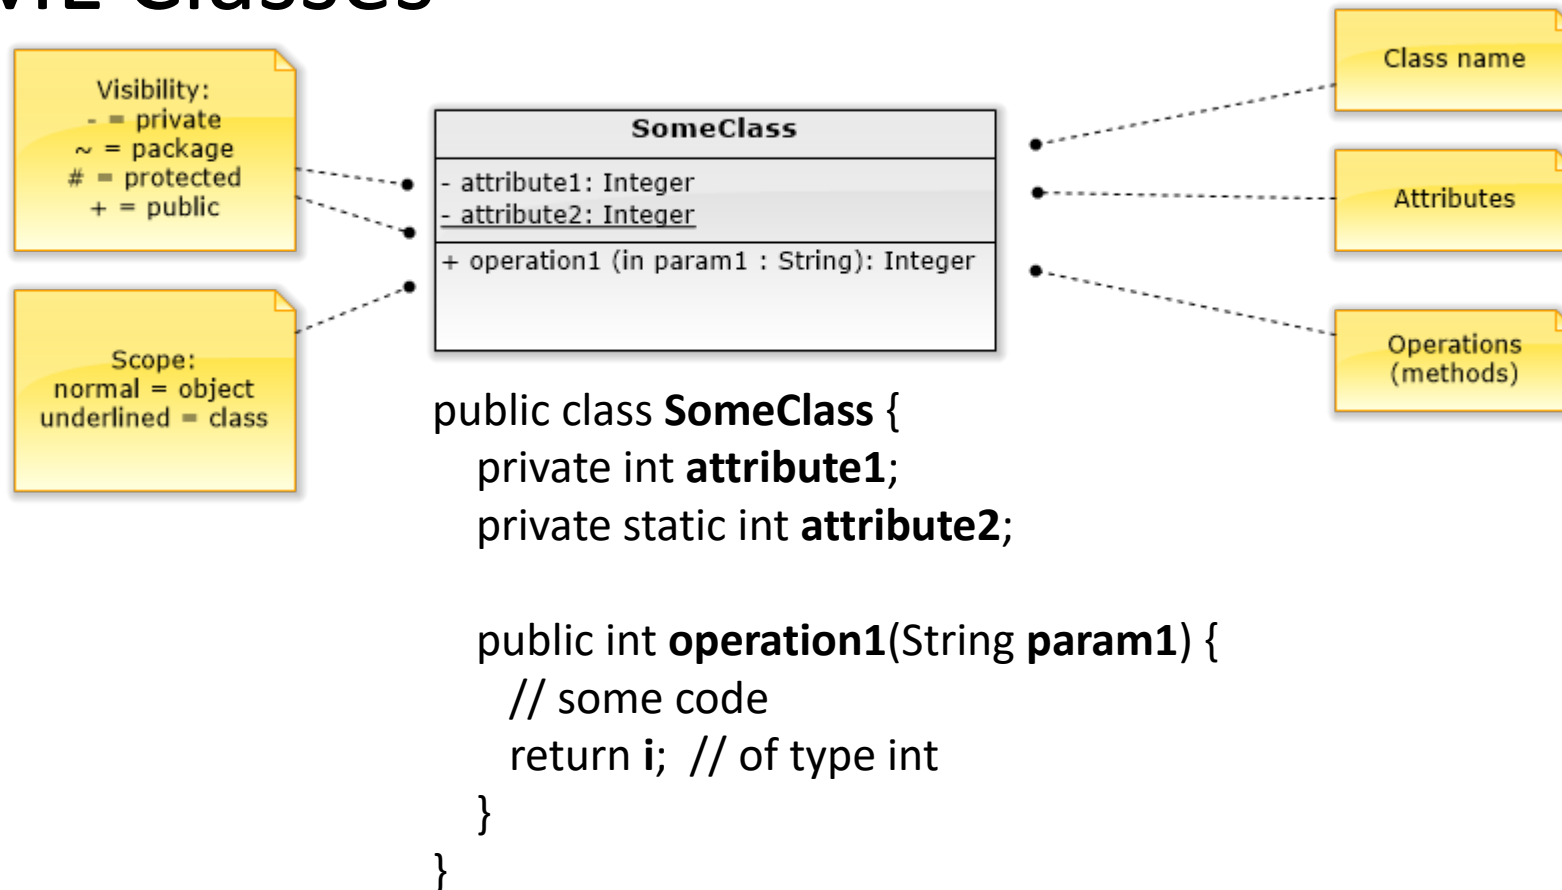 UML Classes
Visibility:
- = private
~ = package
# = protected
+ = public
Scope:
normal = object
underlined = class
SomeClass
- attribute1: Integer
- attribute2: Integer
+ operation1 (in param1 : String): Integer
Class name
Attributes
Operations
(methods)
public class SomeClass {
private int attribute1;
private static int attribute2;
public int operation1(String param1) {
// some code
return i;  // of type int
}
}